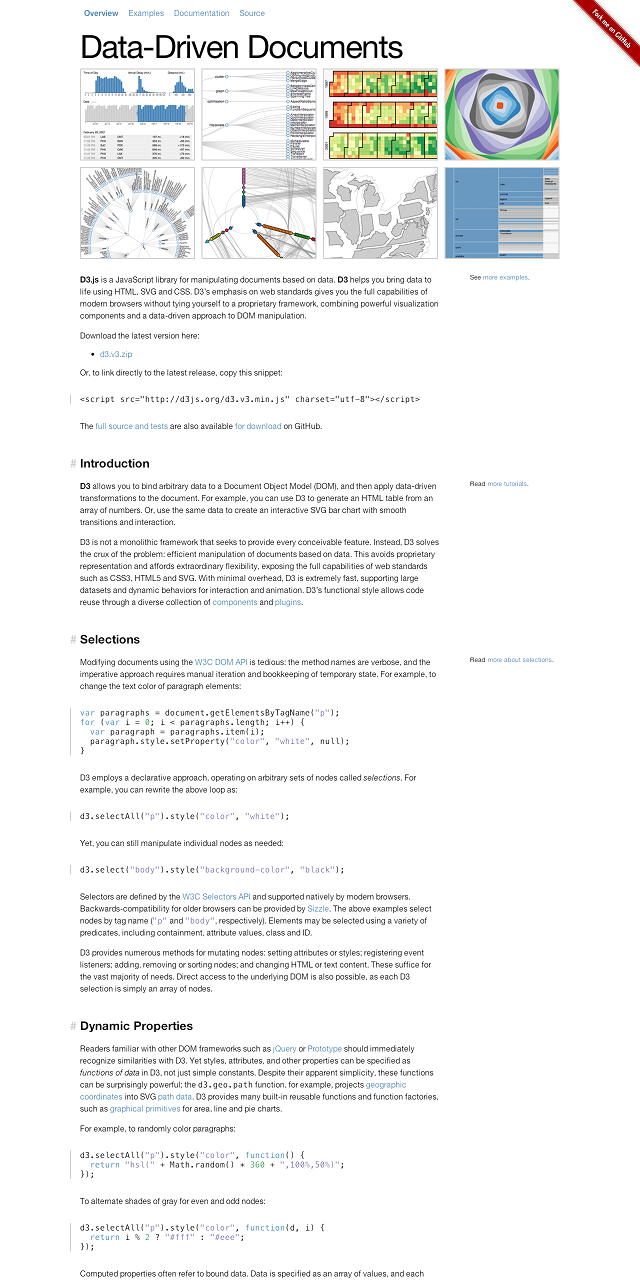 Overview Examples Documentation Source
Fork me on GitHub
Data-Driven Documents
D3.js is a JavaScript library for manipulating documents based on data. D3 helps you bring data to
life using HTML, SVG and CSS. D3's emphasis on web standards gives you the full capabilities of
modern browsers without tying yourself to a proprietary framework, combining powerful visualization
components and a data-driven approach to DOM manipulation.
See more examples.
Download the latest version here:
• d3.v3.zip
Or, to link directly to the latest release, copy this snippet:
<script src="http://d3js.org/d3.v3.min.js" charset="utf-8"></script>
The full source and tests are also available for download on GitHub.
# Introduction
D3 allows you to bind arbitrary data to a Document Object Model (DOM), and then apply data-driven
transformations to the document. For example, you can use D3 to generate an HTML table from an
array of numbers. Or, use the same data to create an interactive SVG bar chart with smooth
transitions and interaction.
Read more tutorials.
D3 is not a monolithic framework that seeks to provide every conceivable feature. Instead, D3 solves
the crux of the problem: efficient manipulation of documents based on data. This avoids proprietary
representation and affords extraordinary flexibility, exposing the full capabilities of web standards
such as CSS3, HTML5 and SVG. With minimal overhead, D3 is extremely fast, supporting large
datasets and dynamic behaviors for interaction and animation. D3's functional style allows code
reuse through a diverse collection of components and plugins.
# Selections
Modifying documents using the W3C DOM API is tedious: the method names are verbose, and the
imperative approach requires manual iteration and bookkeeping of temporary state. For example, to
change the text color of paragraph elements:
Read more about selections.
var paragraphs = document.getElementsByTagName("p");
for (var i = 0; i < paragraphs.length; i++) {
  var paragraph = paragraphs.item(i);
  paragraph.style.setProperty("color", "white", null);
}
D3 employs a declarative approach, operating on arbitrary sets of nodes called selections. For
example, you can rewrite the above loop as:
d3.selectAll("p").style("color", "white");
Yet, you can still manipulate individual nodes as needed:
d3.select("body").style("background-color", "black");
Selectors are defined by the W3C Selectors API and supported natively by modern browsers.
Backwards-compatibility for older browsers can be provided by Sizzle. The above examples select
nodes by tag name ("p" and "body", respectively). Elements may be selected using a variety of
predicates, including containment, attribute values, class and ID.
D3 provides numerous methods for mutating nodes: setting attributes or styles; registering event
listeners; adding, removing or sorting nodes; and changing HTML or text content. These suffice for
the vast majority of needs. Direct access to the underlying DOM is also possible, as each D3
selection is simply an array of nodes.
# Dynamic Properties
Readers familiar with other DOM frameworks such as jQuery or Prototype should immediately
recognize similarities with D3. Yet styles, attributes, and other properties can be specified as
functions of data in D3, not just simple constants. Despite their apparent simplicity, these functions
can be surprisingly powerful; the d3.geo.path function, for example, projects geographic
coordinates into SVG path data. D3 provides many built-in reusable functions and function factories,
such as graphical primitives for area, line and pie charts.
For example, to randomly color paragraphs:
d3.selectAll("p").style("color", function() {
  return "hsl(" + Math.random() * 360 + ",100%,50%)";
});
To alternate shades of gray for even and odd nodes:
d3.selectAll("p").style("color", function(d, i) {
  return i % 2 ? "#fff" : "#eee";
});
Computed properties often refer to bound data. Data is specified as an array of values, and each